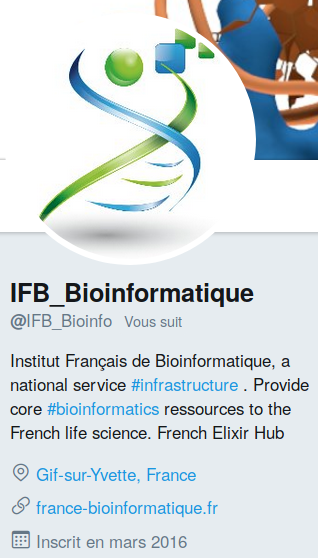 IFB_Bioinformatique
@IFB_Bioinfo Vous suit
Institut Français de Bioinformatique, a
national service #infrastructure . Provide
core #bioinformatics ressources to the
French life science. French Elixir Hub
Gif-sur-Yvette, France
france-bioinformatique.fr
Inscrit en mars 2016